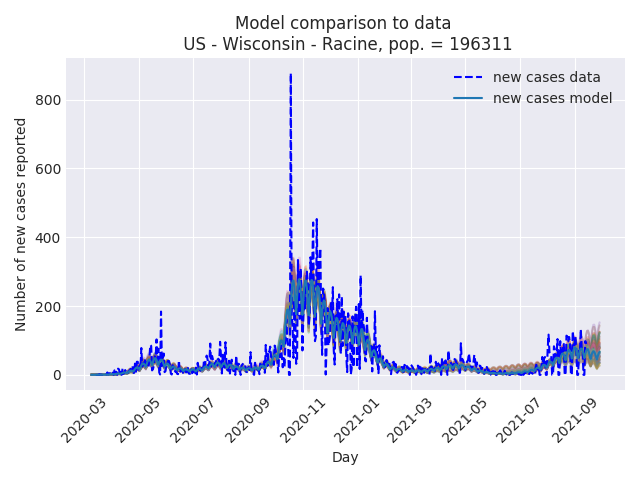 Model comparison to data
US - Wisconsin - Racine, pop. = 196311
new cases data
new cases model
Number of new cases reported
800
600
400
200
0
2020-03
2020-05
2020-07
2020-09
2020-11
2021-01
2021-03
2021-05
2021-07
2021-09
Day